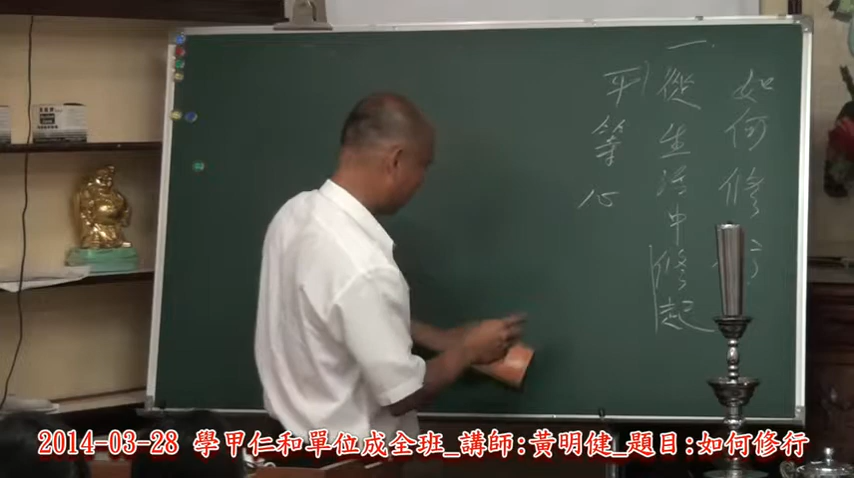 如何修行
一
從生活中修起
平等心
2014-03-28 學甲仁和單位成全班_講師:黃明健_題目:如何修行